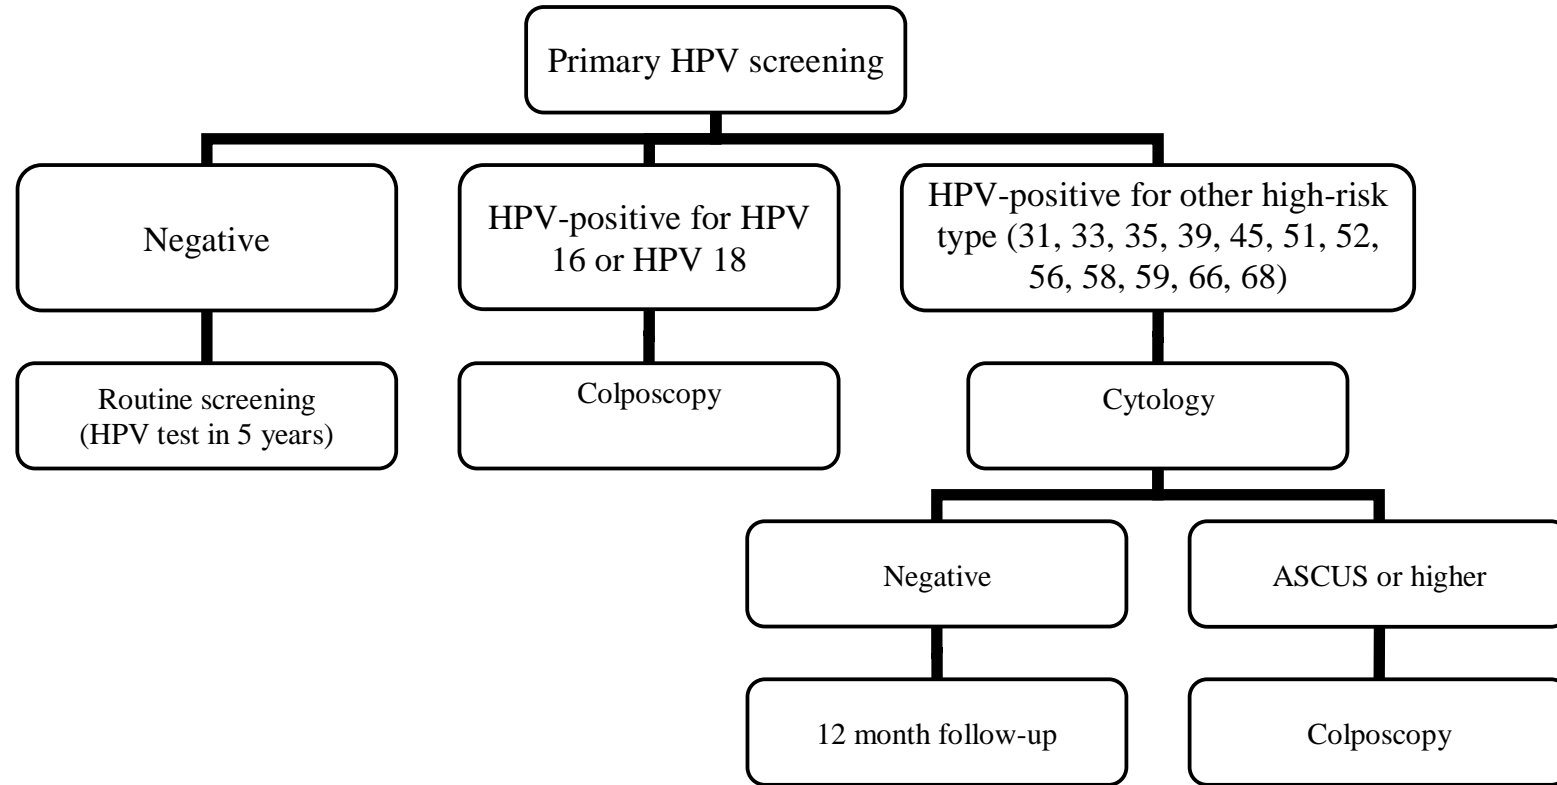 Primary HPV screening
Negative
HPV-positive for HPV
16 or HPV 18
HPV-positive for other high-risk
type (31, 33, 35, 39, 45, 51, 52,
56, 58, 59, 66, 68)
Routine screening
(HPV test in 5 years)
Colposcopy
Cytology
Negative
ASCUS or higher
12 month follow-up
Colposcopy